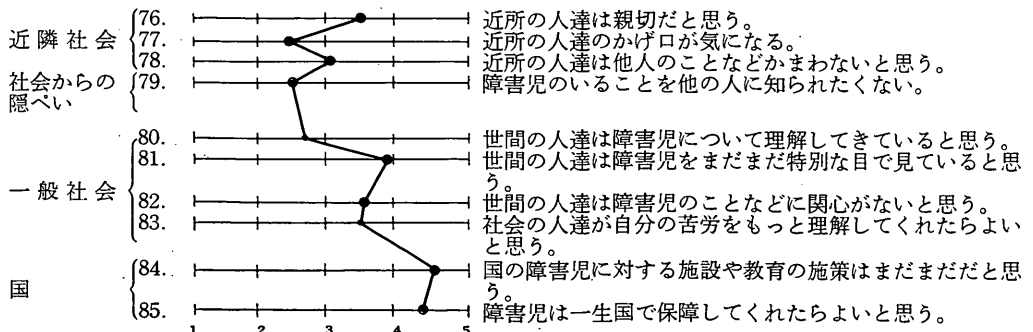 近隣社会
76. 近所の人達は親切だと思う。
77. 近所の人達のかげ口が気になる。
78. 近所の人達は他人のことなどかまわないと思う。
社会からの
隠ぺい
79. 障害児のいることを他の人に知られたくない。
一般社会
80. 世間の人達は障害児について理解してきていると思う。
81. 世間の人達は障害児をまだまだ特別な目で見ていると思
う。
82. 世間の人達は障害児のことなどに関心がないと思う。
83. 社会の人達が自分の苦労をもっと理解してくれたらよい
と思う。
国
84. 国の障害児に対する施設や教育の施策はまだまだだと思
う。
85. 障害児は一生国で保障してくれたらよいと思う。
1 2 3 4 5